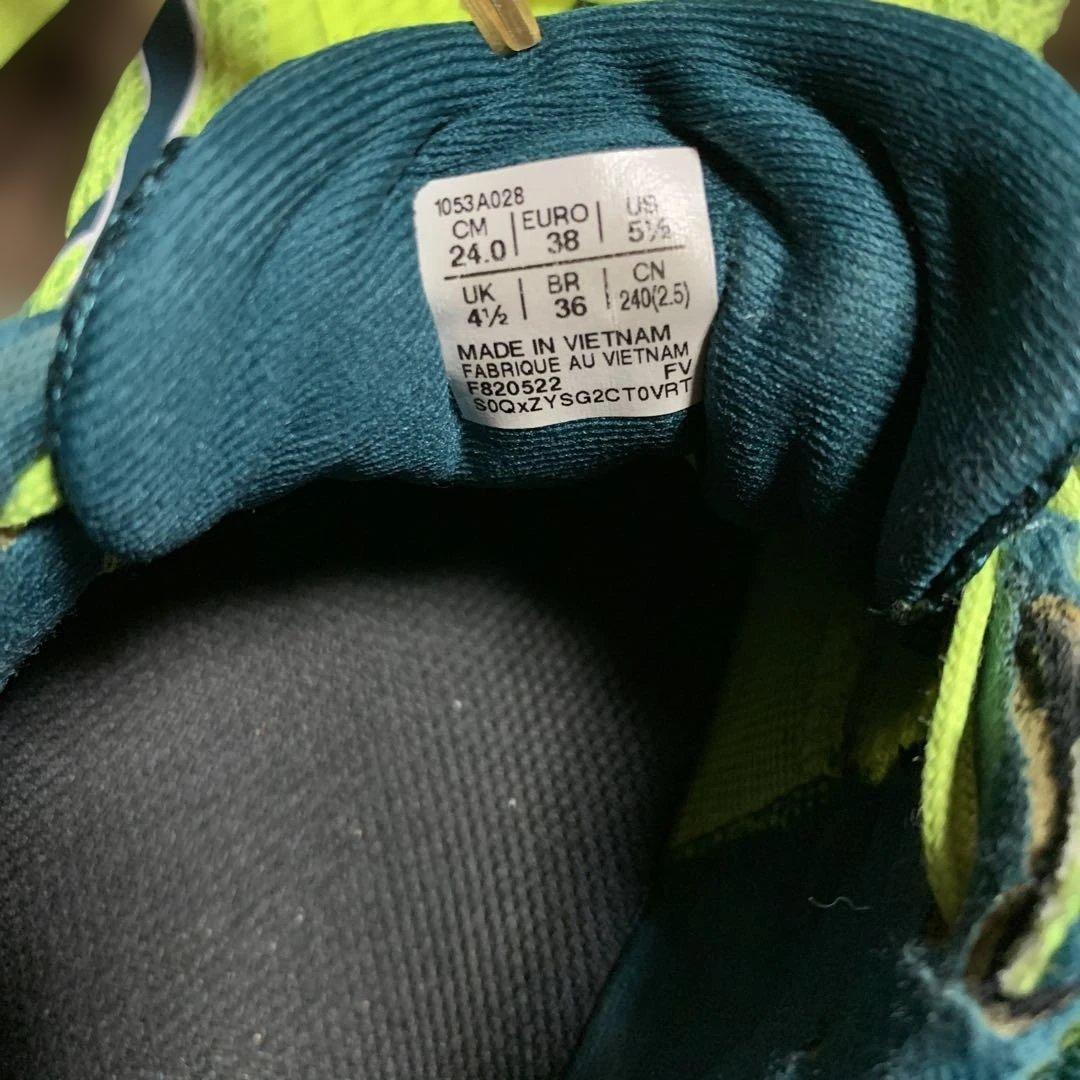 1053A028
CM EURO US
24.0 38 5½
UK BR CN
4½ 36 240(2.5)
MADE IN VIETNAM
FABRIQUE AU VIETNAM
F820522 FV
S0QxZYSG2CT0VRT